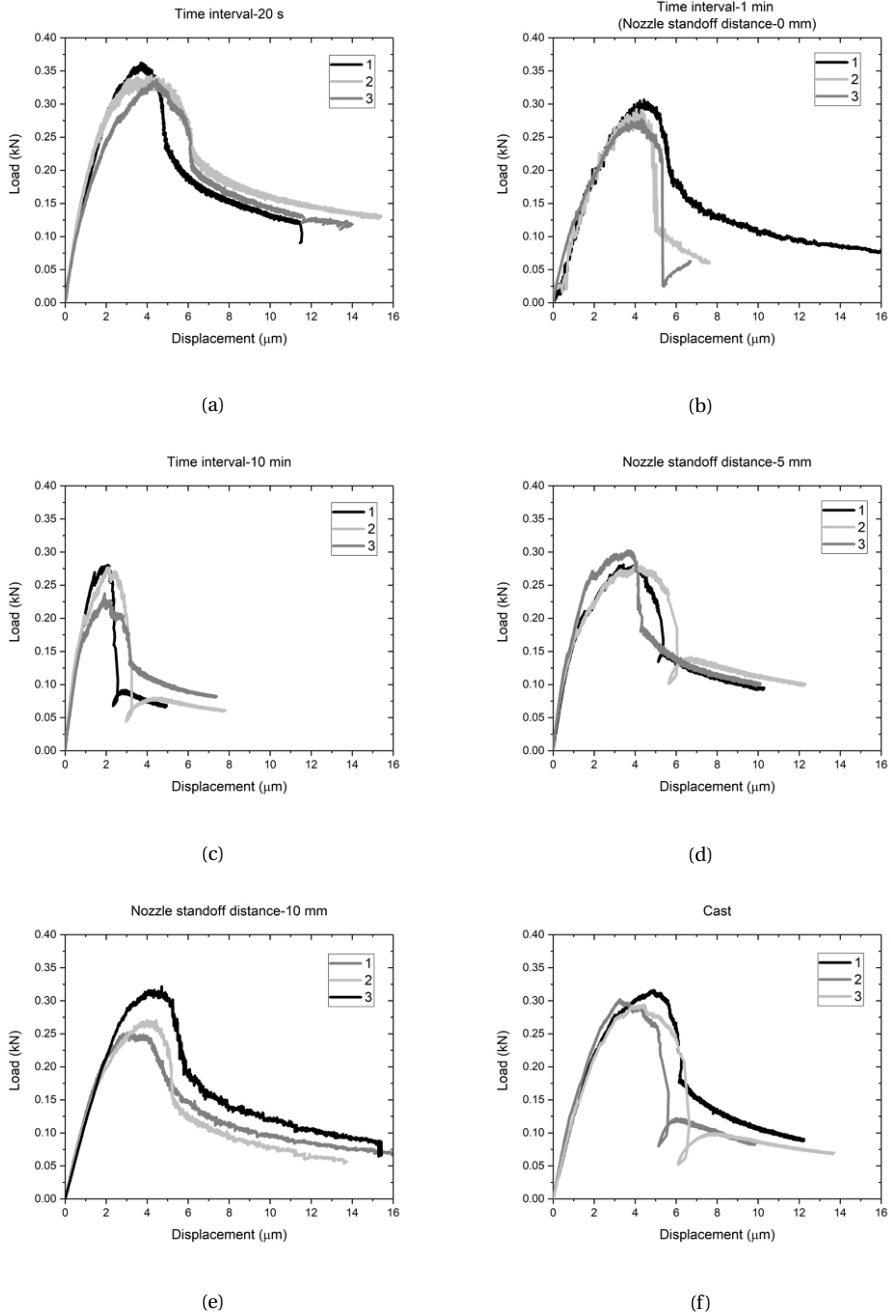 Time interval-20 s
0.40
0.35
0.30
0.25
0.20
0.15
0.10
0.05
0.00
Load (kN)
1
2
3
0 2 4 6 8 10 12 14 16
Displacement (μm)
(a)
Time interval-1 min
(Nozzle standoff distance-0 mm)
0.40
0.35
0.30
0.25
0.20
0.15
0.10
0.05
0.00
Load (kN)
1
2
3
0 2 4 6 8 10 12 14 16
Displacement (μm)
(b)
Time interval-10 min
0.40
0.35
0.30
0.25
0.20
0.15
0.10
0.05
0.00
Load (kN)
1
2
3
0 2 4 6 8 10 12 14 16
Displacement (μm)
(c)
Nozzle standoff distance-5 mm
0.40
0.35
0.30
0.25
0.20
0.15
0.10
0.05
0.00
Load (kN)
1
2
3
0 2 4 6 8 10 12 14 16
Displacement (μm)
(d)
Nozzle standoff distance-10 mm
0.40
0.35
0.30
0.25
0.20
0.15
0.10
0.05
0.00
Load (kN)
1
2
3
0 2 4 6 8 10 12 14 16
Displacement (μm)
(e)
Cast
0.40
0.35
0.30
0.25
0.20
0.15
0.10
0.05
0.00
Load (kN)
1
2
3
0 2 4 6 8 10 12 14 16
Displacement (μm)
(f)